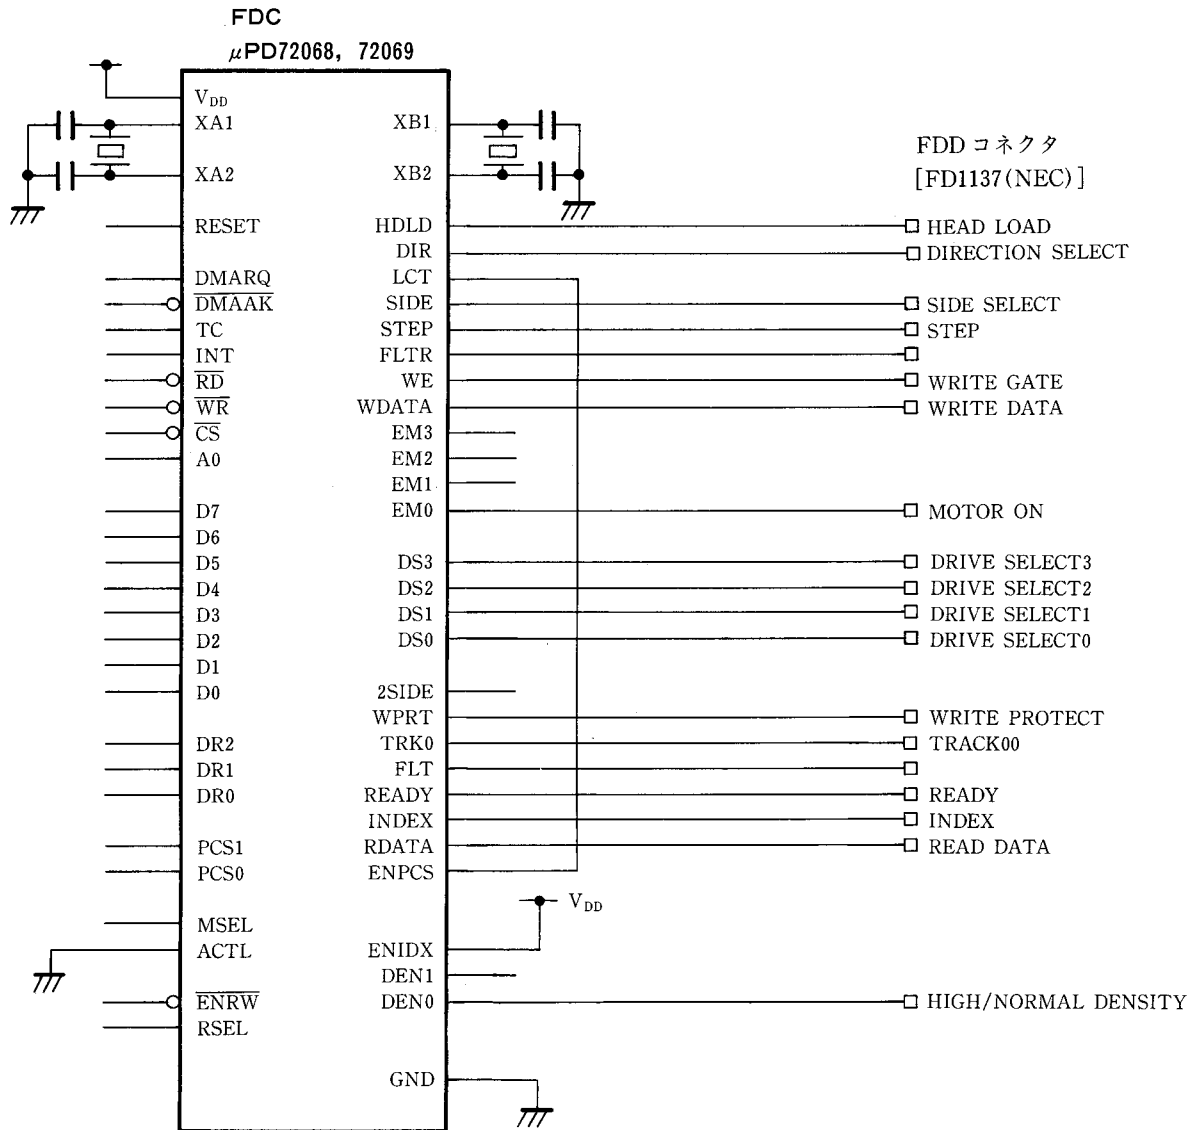 FDC
μPD72068, 72069
V_DD
XA1
XB1
FDD コネクタ
XA2
XB2
[FD1137(NEC)]
RESET
HDLD
HEAD LOAD
DIR
DIRECTION SELECT
DMARQ
LCT
DMAAK
SIDE
SIDE SELECT
TC
STEP
STEP
INT
FLTR
RD
WE
WRITE GATE
WR
WDATA
WRITE DATA
CS
EM3
A0
EM2
EM1
D7
EM0
MOTOR ON
D6
D5
DS3
DRIVE SELECT3
D4
DS2
DRIVE SELECT2
D3
DS1
DRIVE SELECT1
D2
DS0
DRIVE SELECT0
D1
D0
2SIDE
WPRT
WRITE PROTECT
DR2
TRK0
TRACK00
DR1
FLT
DR0
READY
READY
INDEX
INDEX
PCS1
RDATA
READ DATA
PCS0
ENPCS
V_DD
MSEL
ACTL
ENIDX
DEN1
ENRW
DEN0
HIGH/NORMAL DENSITY
RSEL
GND